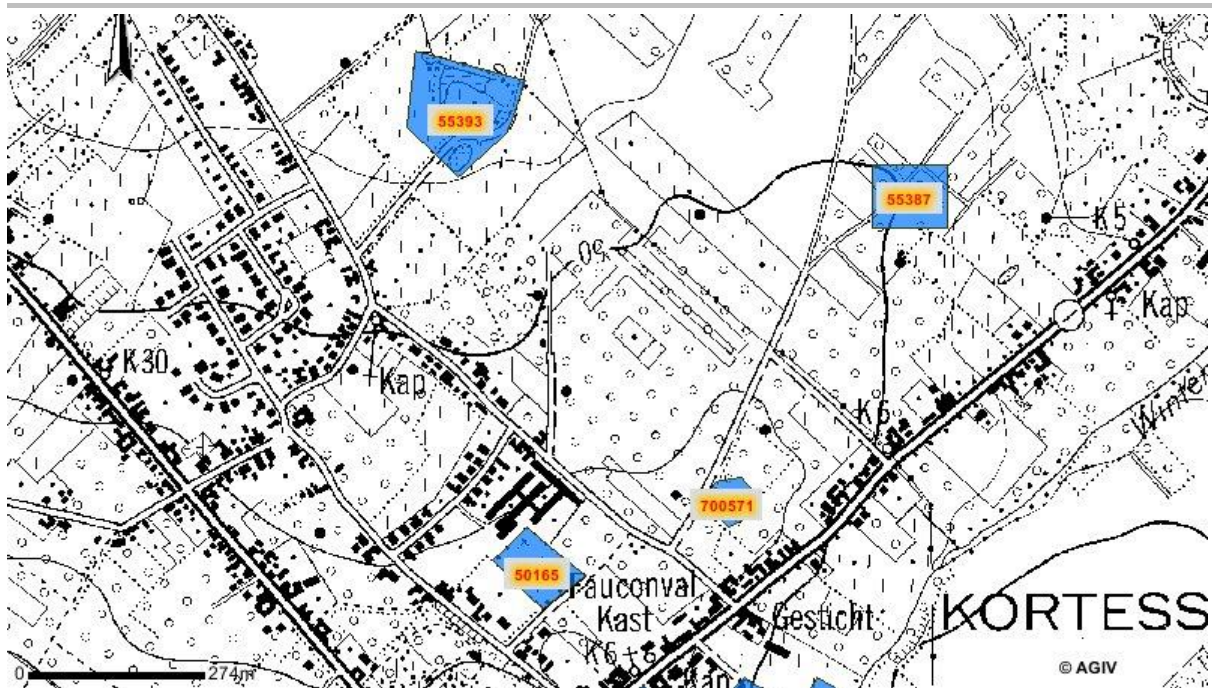 55393
55387
K5
50
Kap
K30
Kap
K6
Winter
700571
50165
Fauconval
Kast
Gesticht
KORTESS
K6+8
Kap
0 274m
© AGIV